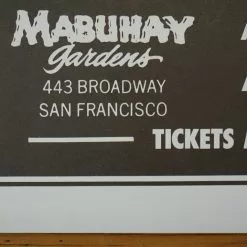 MABUHAY
gardens
443 BROADWAY
SAN FRANCISCO
TICKETS